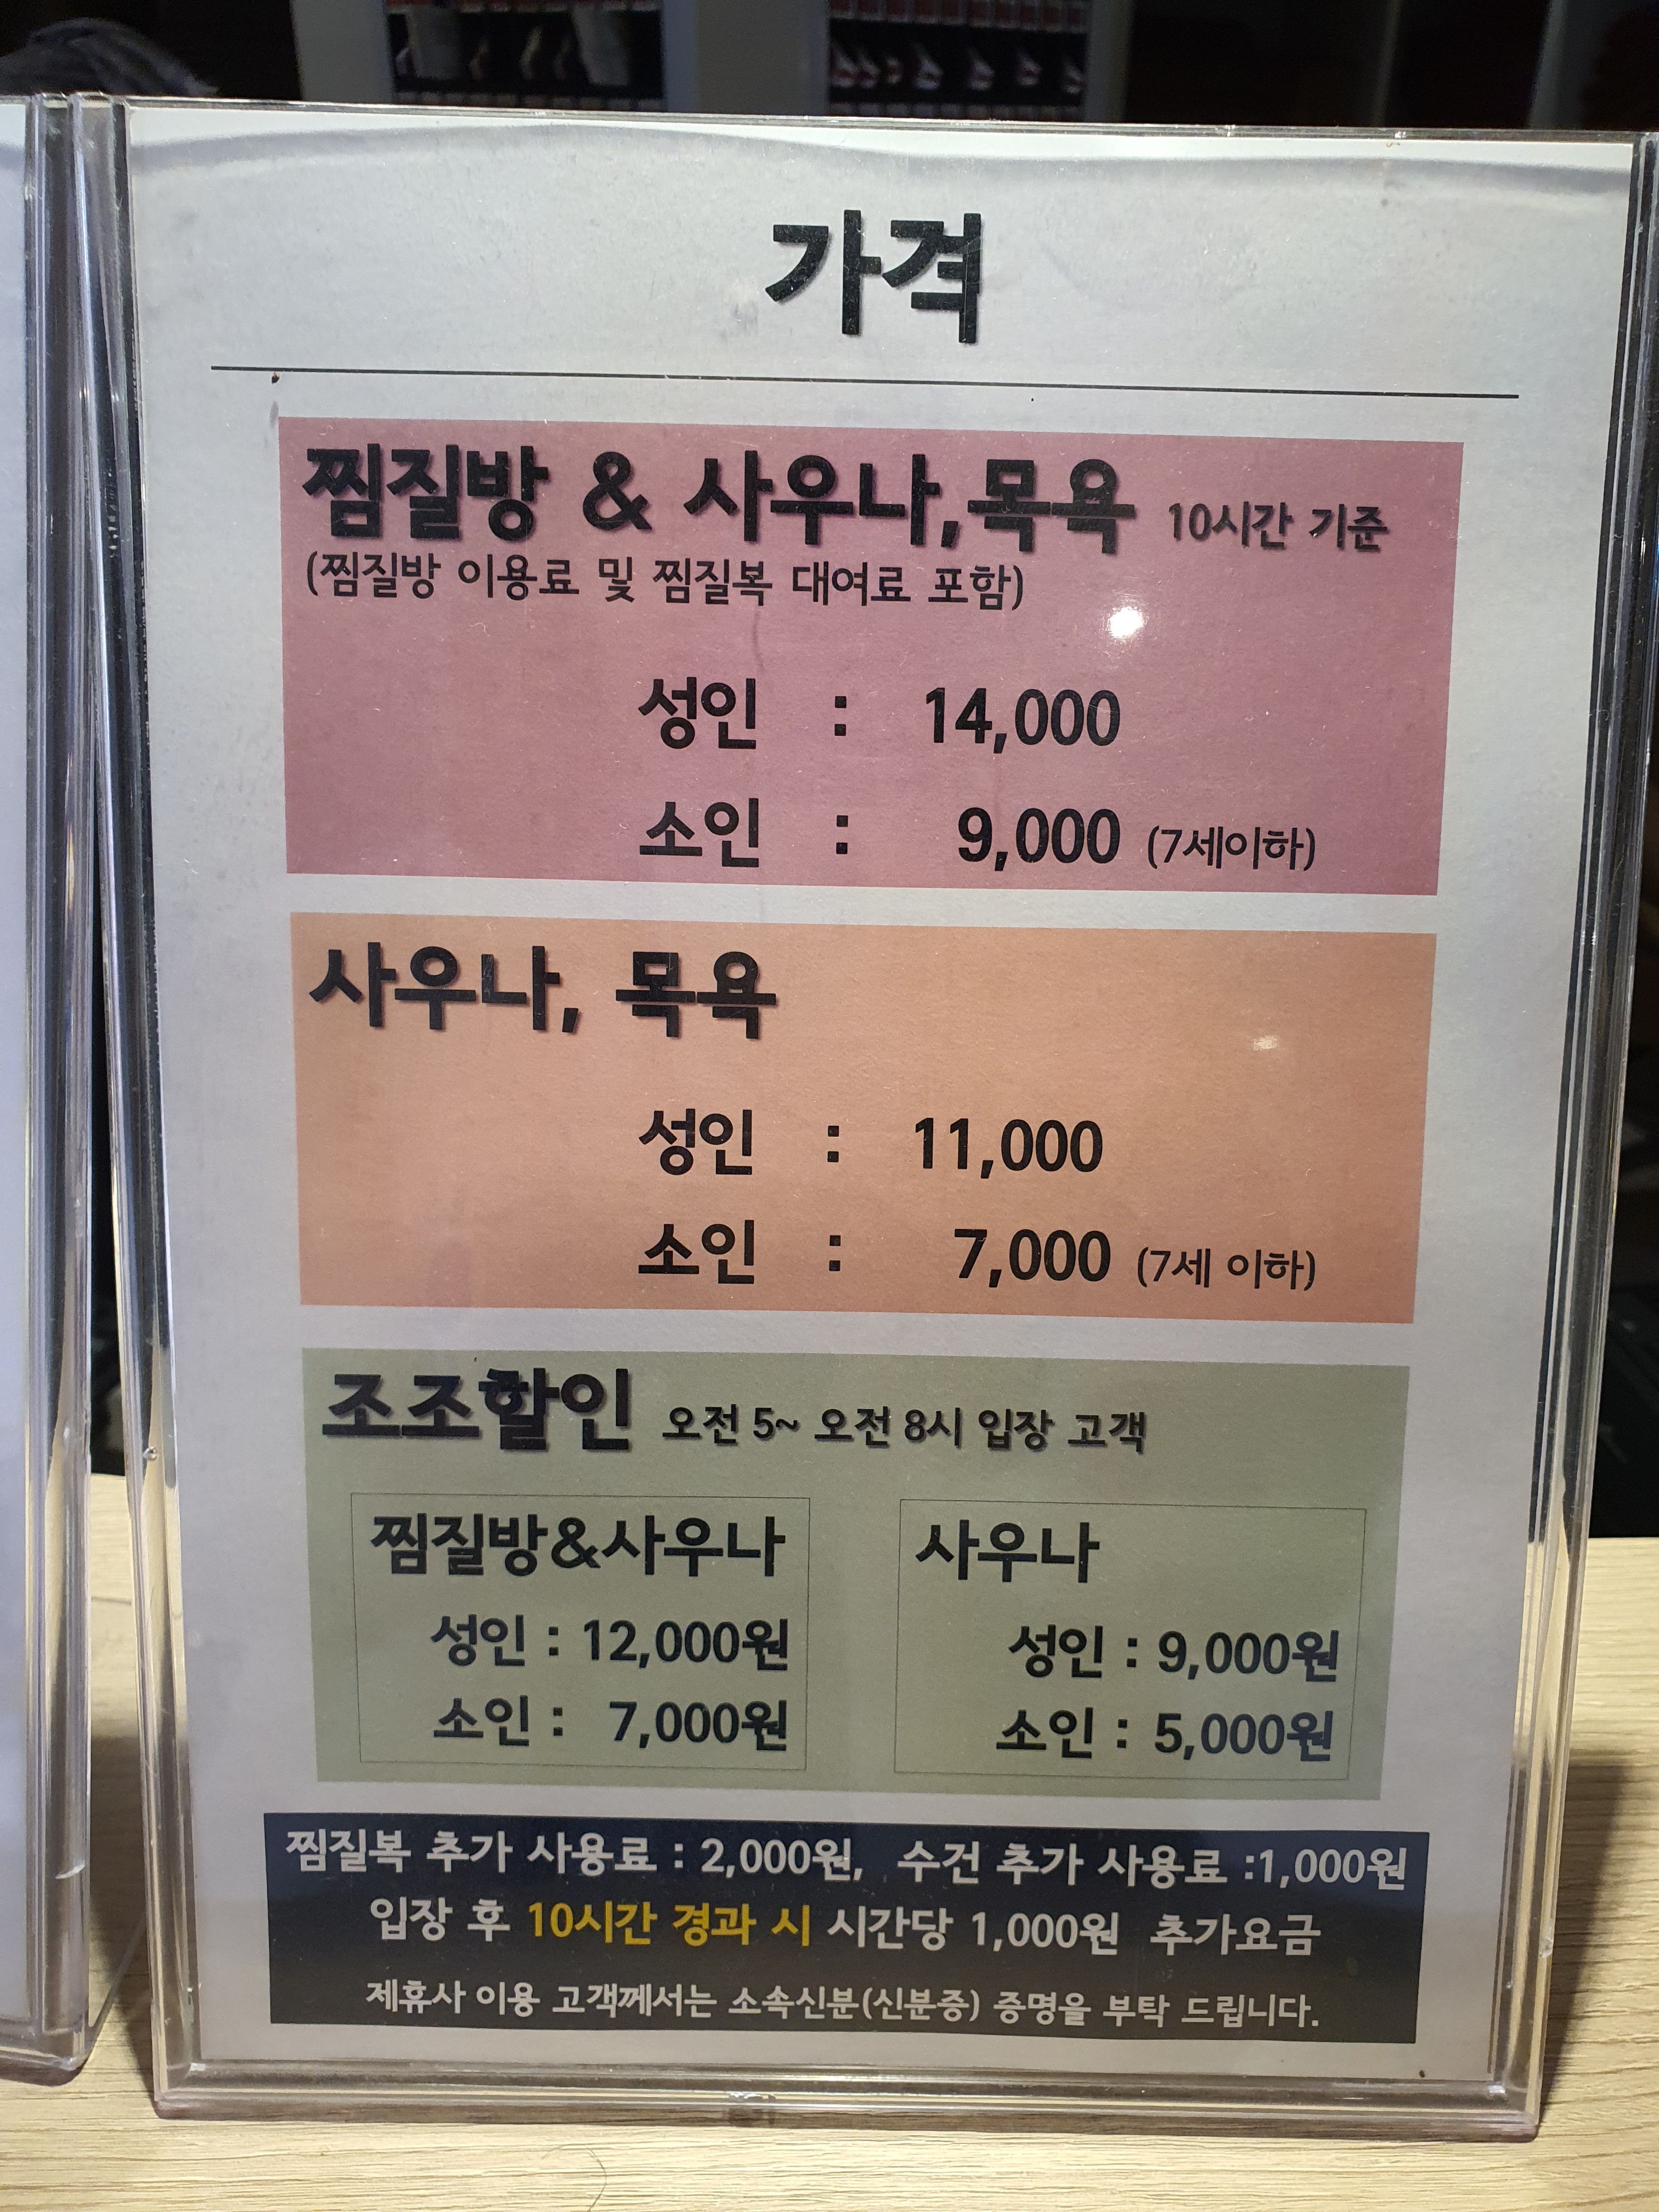 가격
찜질방 & 사우나,목욕 10시간 기준
(찜질방 이용료 및 찜질복 대여료 포함)
성인 : 14,000
소인 : 9,000 (7세이하)
사우나, 목욕
성인 : 11,000
소인 : 7,000 (7세 이하)
조조할인 오전 5~ 오전 8시 입장 고객
찜질방&사우나
성인 : 12,000원
소인 : 7,000원
사우나
성인 : 9,000원
소인 : 5,000원
찜질복 추가 사용료 : 2,000원, 수건 추가 사용료 :1,000원
입장 후 10시간 경과 시 시간당 1,000원 추가요금
제휴사 이용 고객께서는 소속신분(신분증) 증명을 부탁 드립니다.